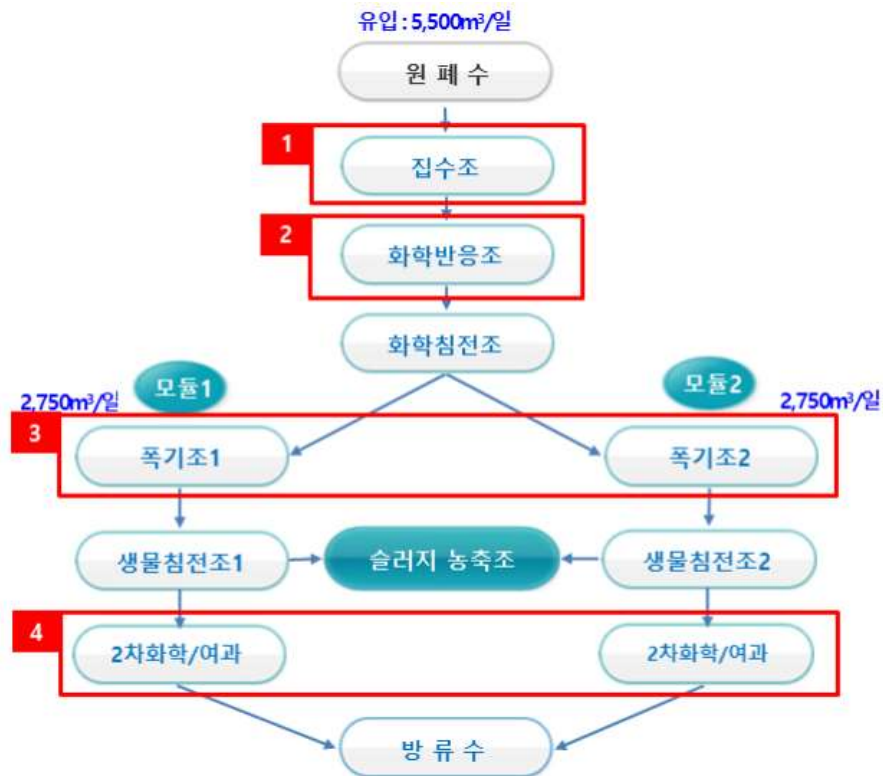 유입 : 5,500m³/일
원 폐 수
1
집수조
2
화학반응조
화학침전조
모듈1
모듈2
2,750m³/일
2,750m³/일
3
폭기조1
폭기조2
생물침전조1
슬러지 농축조
생물침전조2
4
2차화학/여과
2차화학/여과
방 류 수